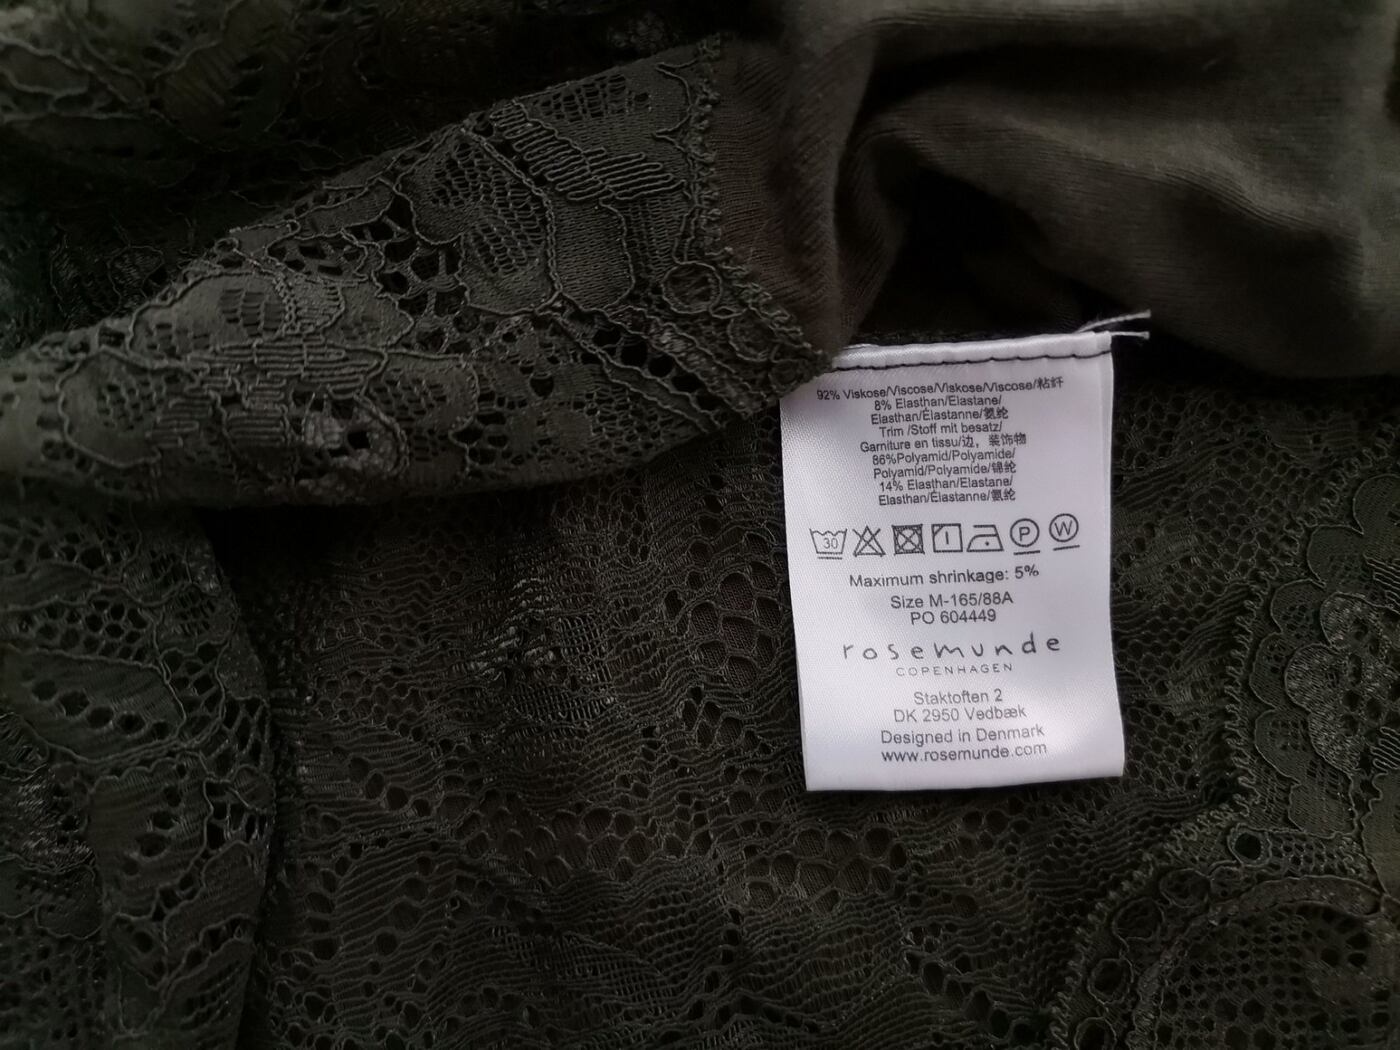 92% Viskose/Viscose/Viskose/Viscose/粘纤
8% Elasthan/Elastane/
Elasthan/Élastanne/氨纶
Trim /Stoff mit besatz/
Garniture en tissu/边，装饰物
86%Polyamid/Polyamide/
Polyamid/Polyamide/锦纶
14% Elasthan/Elastane/
Elasthan/Élastanne/氨纶
30 P W
Maximum shrinkage: 5%
Size M-165/88A
PO 604449
rosemunde
COPENHAGEN
Staktoften 2
DK 2950 Vedbæk
Designed in Denmark
www.rosemunde.com